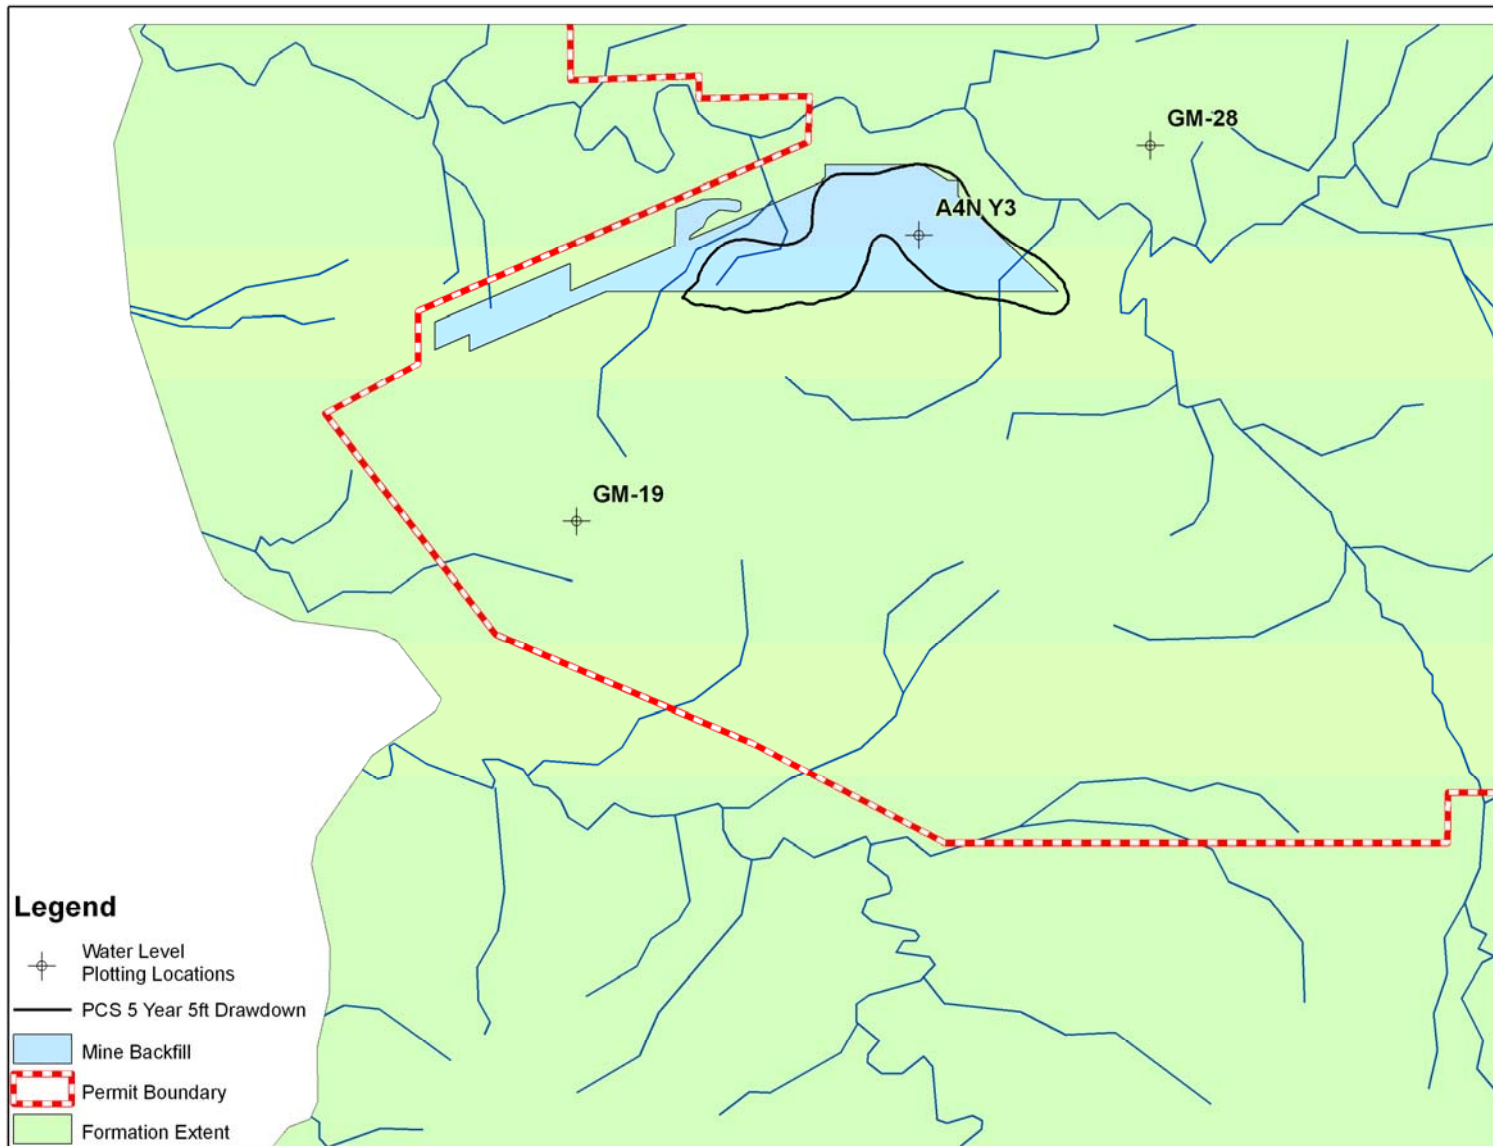 GM-28
A4N Y3
GM-19
Legend
Water Level
Plotting Locations
PCS 5 Year 5ft Drawdown
Mine Backfill
Permit Boundary
Formation Extent